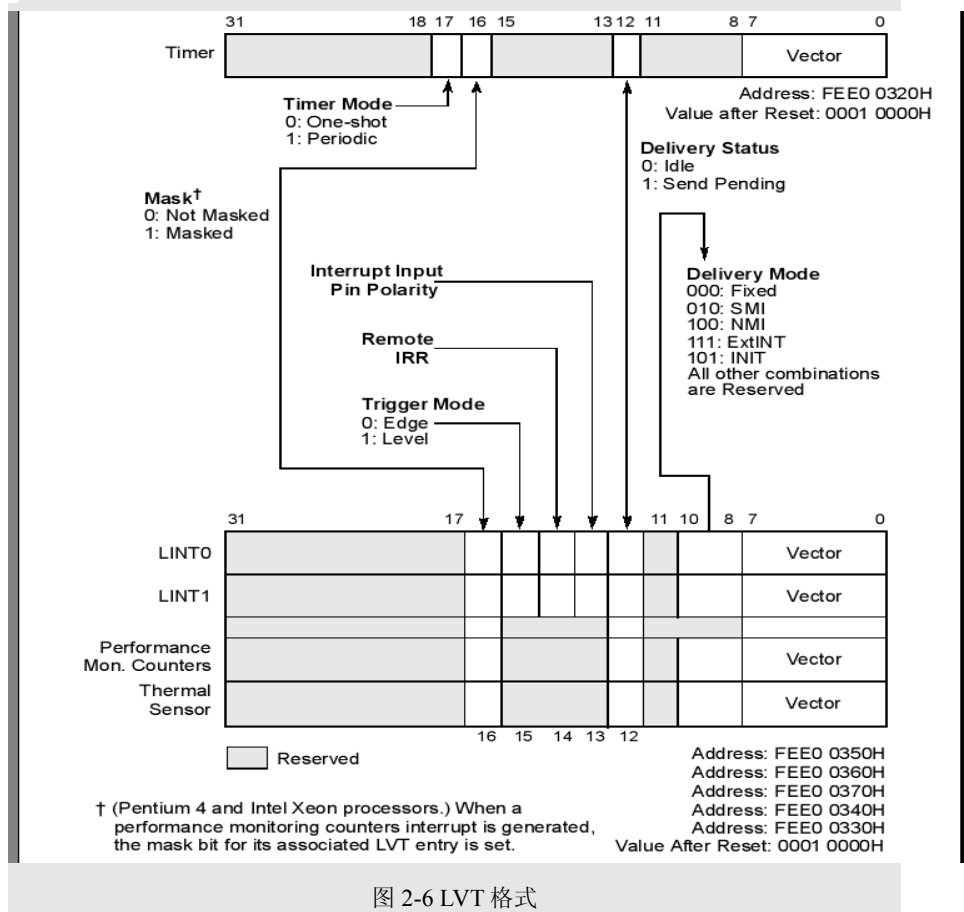 31 18 17 16 15 13 12 11 8 7 0
Timer Vector
Address: FEE0 0320H
Value after Reset: 0001 0000H
Timer Mode
0: One-shot
1: Periodic
Delivery Status
0: Idle
1: Send Pending
Mask†
0: Not Masked
1: Masked
Interrupt Input
Pin Polarity
Delivery Mode
000: Fixed
010: SMI
100: NMI
111: ExtINT
101: INIT
All other combinations
are Reserved
Remote
IRR
Trigger Mode
0: Edge
1: Level
31 17 11 10 8 7 0
LINT0 Vector
LINT1 Vector
Performance
Mon. Counters Vector
Thermal
Sensor Vector
16 15 14 13 12
Reserved
Address: FEE0 0350H
Address: FEE0 0360H
Address: FEE0 0370H
Address: FEE0 0340H
Address: FEE0 0330H
Value After Reset: 0001 0000H
† (Pentium 4 and Intel Xeon processors.) When a
performance monitoring counters interrupt is generated,
the mask bit for its associated LVT entry is set.
图 2-6 LVT 格式